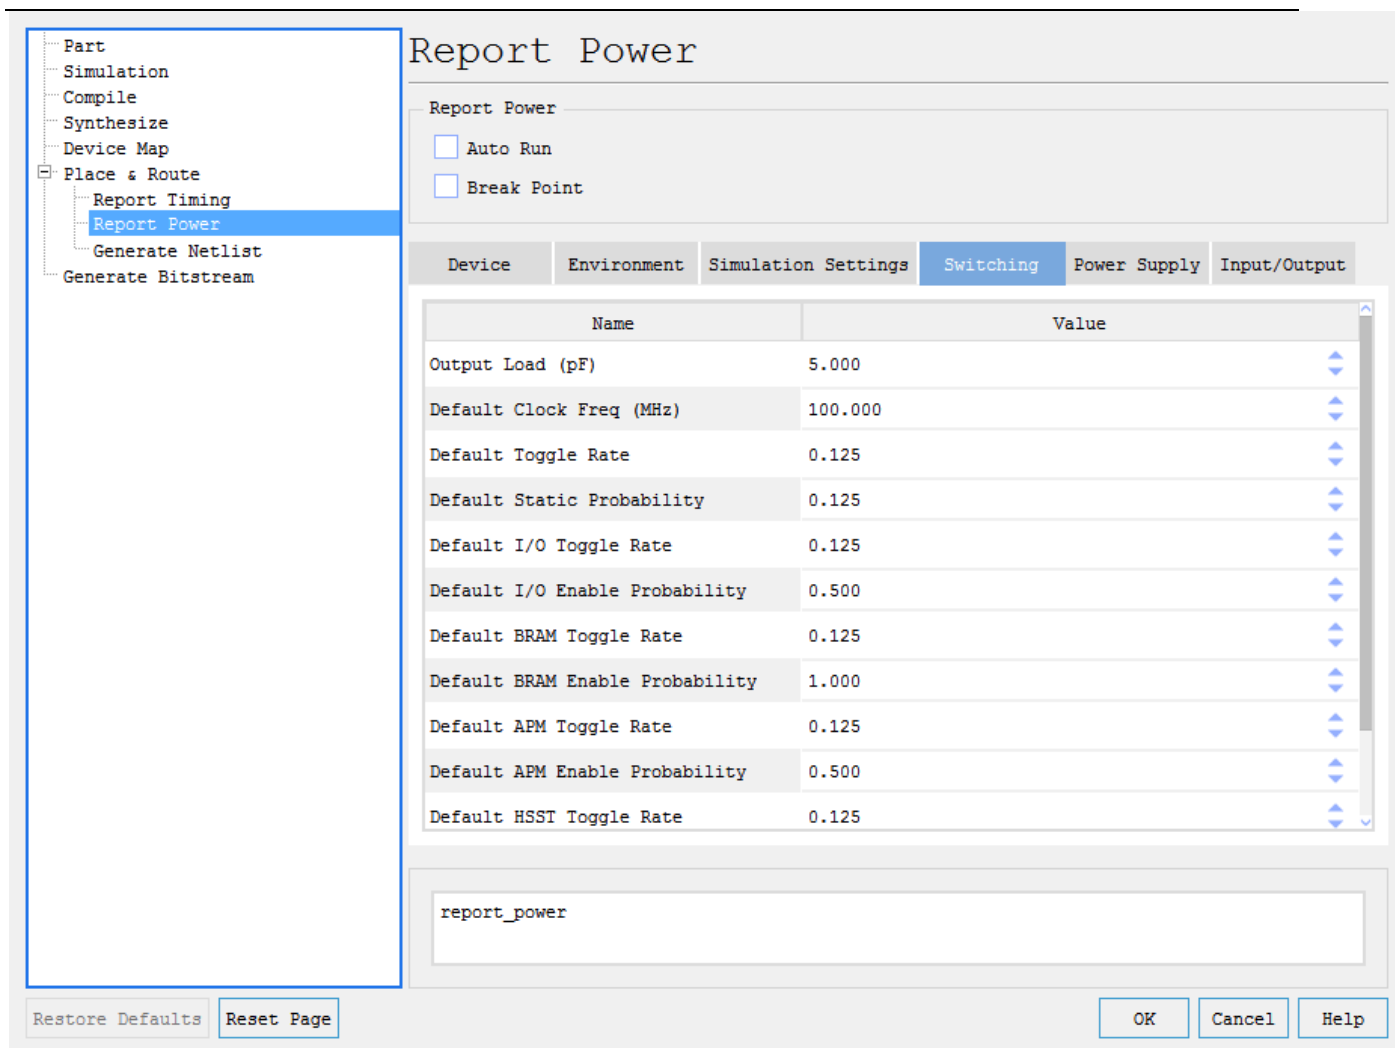 Part
Simulation
Compile
Synthesize
Device Map
Place & Route
Report Timing
Report Power
Generate Netlist
Generate Bitstream
Report Power
Report Power
Auto Run
Break Point
Device Environment Simulation Settings Switching Power Supply Input/Output
Name Value
Output Load (pF) 5.000
Default Clock Freq (MHz) 100.000
Default Toggle Rate 0.125
Default Static Probability 0.125
Default I/O Toggle Rate 0.125
Default I/O Enable Probability 0.500
Default BRAM Toggle Rate 0.125
Default BRAM Enable Probability 1.000
Default APM Toggle Rate 0.125
Default APM Enable Probability 0.500
Default HSST Toggle Rate 0.125
report_power
Restore Defaults Reset Page OK Cancel Help